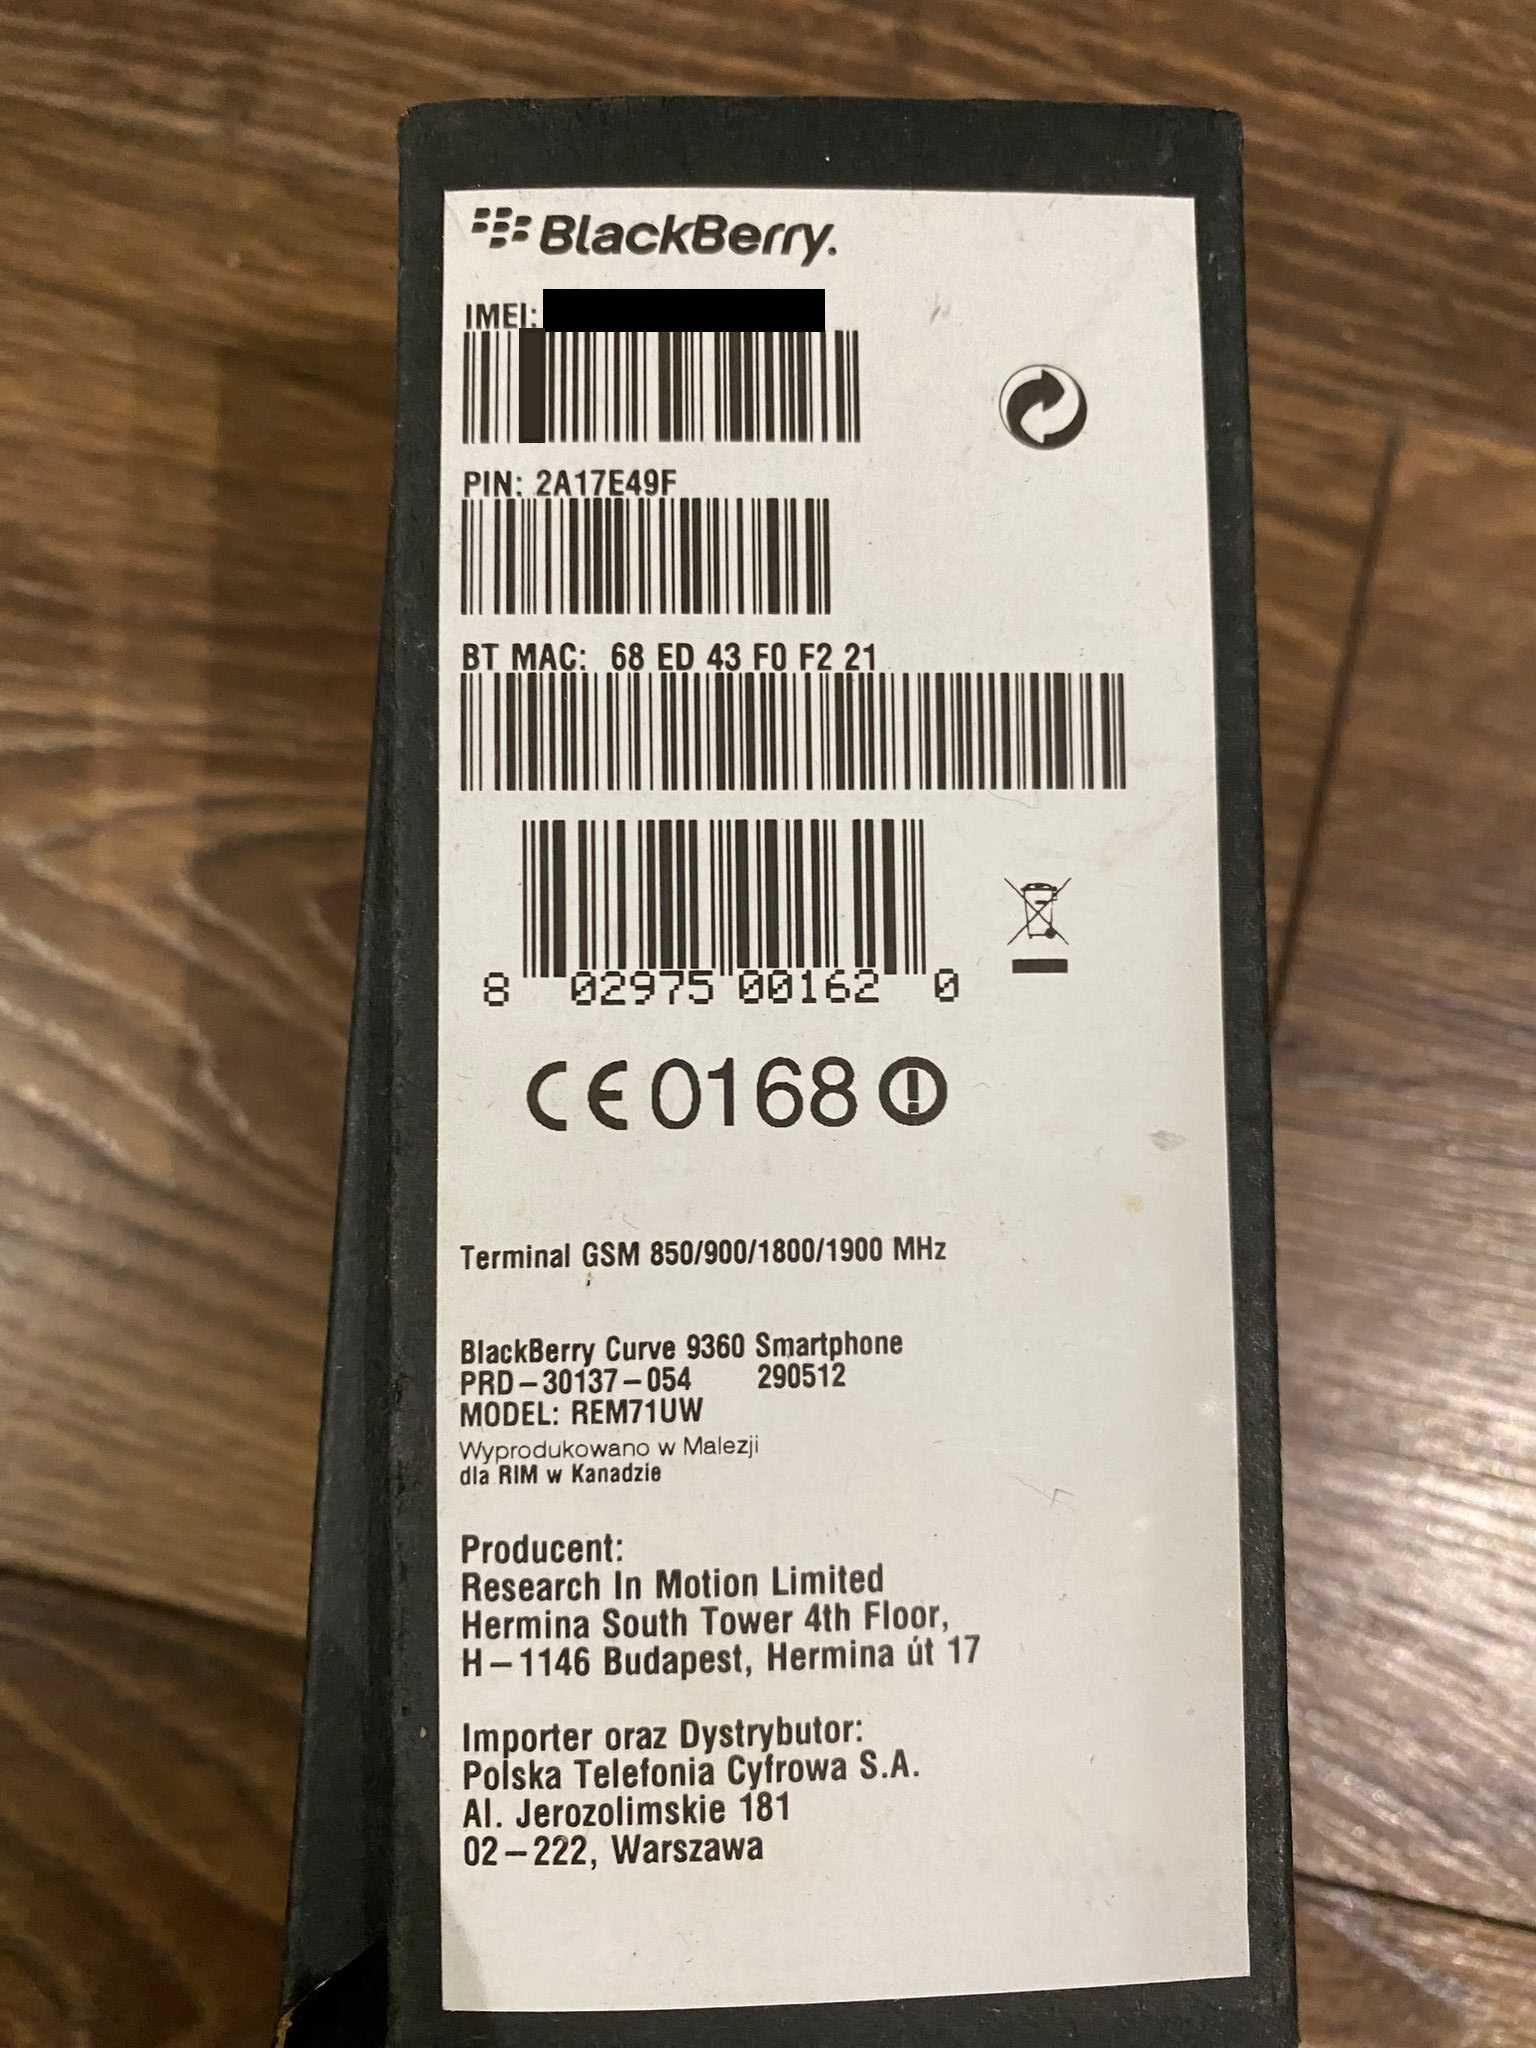 BlackBerry.
IMEI:
PIN: 2A17E49F
BT MAC: 68 ED 43 F0 F2 21
8 02975 00162 0
CE 0168
Terminal GSM 850/900/1800/1900 MHz
BlackBerry Curve 9360 Smartphone
PRD-30137-054 290512
MODEL: REM71UW
Wyprodukowano w Malezji
dla RIM w Kanadzie
Producent:
Research In Motion Limited
Hermina South Tower 4th Floor,
H-1146 Budapest, Hermina út 17
Importer oraz Dystrybutor:
Polska Telefonia Cyfrowa S.A.
Al. Jerozolimskie 181
02-222, Warszawa